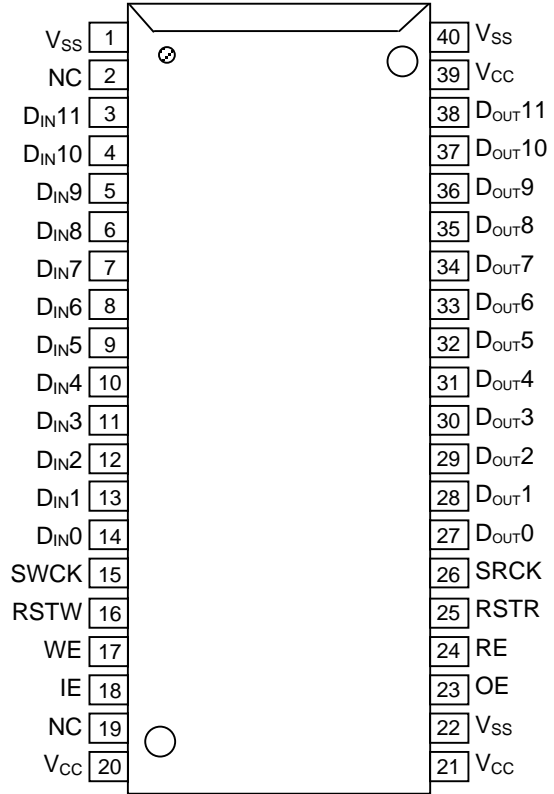 VSS 1 40 VSS
NC 2 39 VCC
DIN11 3 38 DOUT11
DIN10 4 37 DOUT10
DIN9 5 36 DOUT9
DIN8 6 35 DOUT8
DIN7 7 34 DOUT7
DIN6 8 33 DOUT6
DIN5 9 32 DOUT5
DIN4 10 31 DOUT4
DIN3 11 30 DOUT3
DIN2 12 29 DOUT2
DIN1 13 28 DOUT1
DIN0 14 27 DOUT0
SWCK 15 26 SRCK
RSTW 16 25 RSTR
WE 17 24 RE
IE 18 23 OE
NC 19 22 VSS
VCC 20 21 VCC